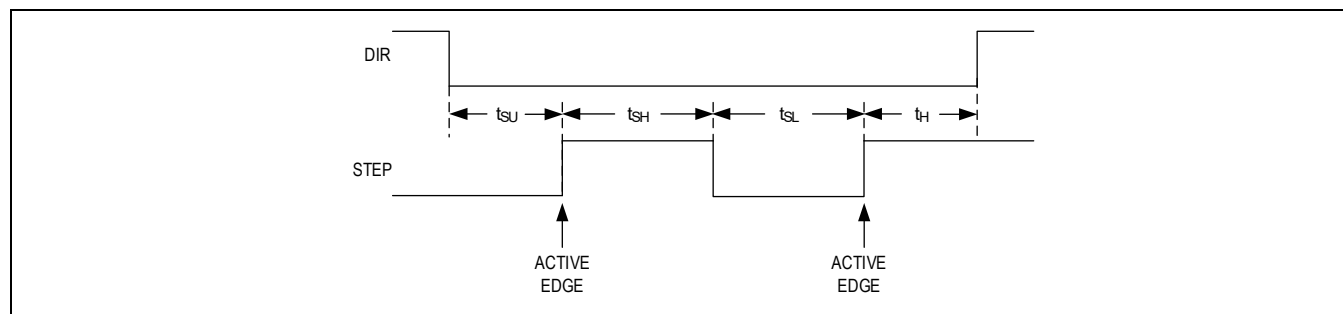 DIR
tSU
tSH
tSL
tH
STEP
ACTIVE
EDGE
ACTIVE
EDGE